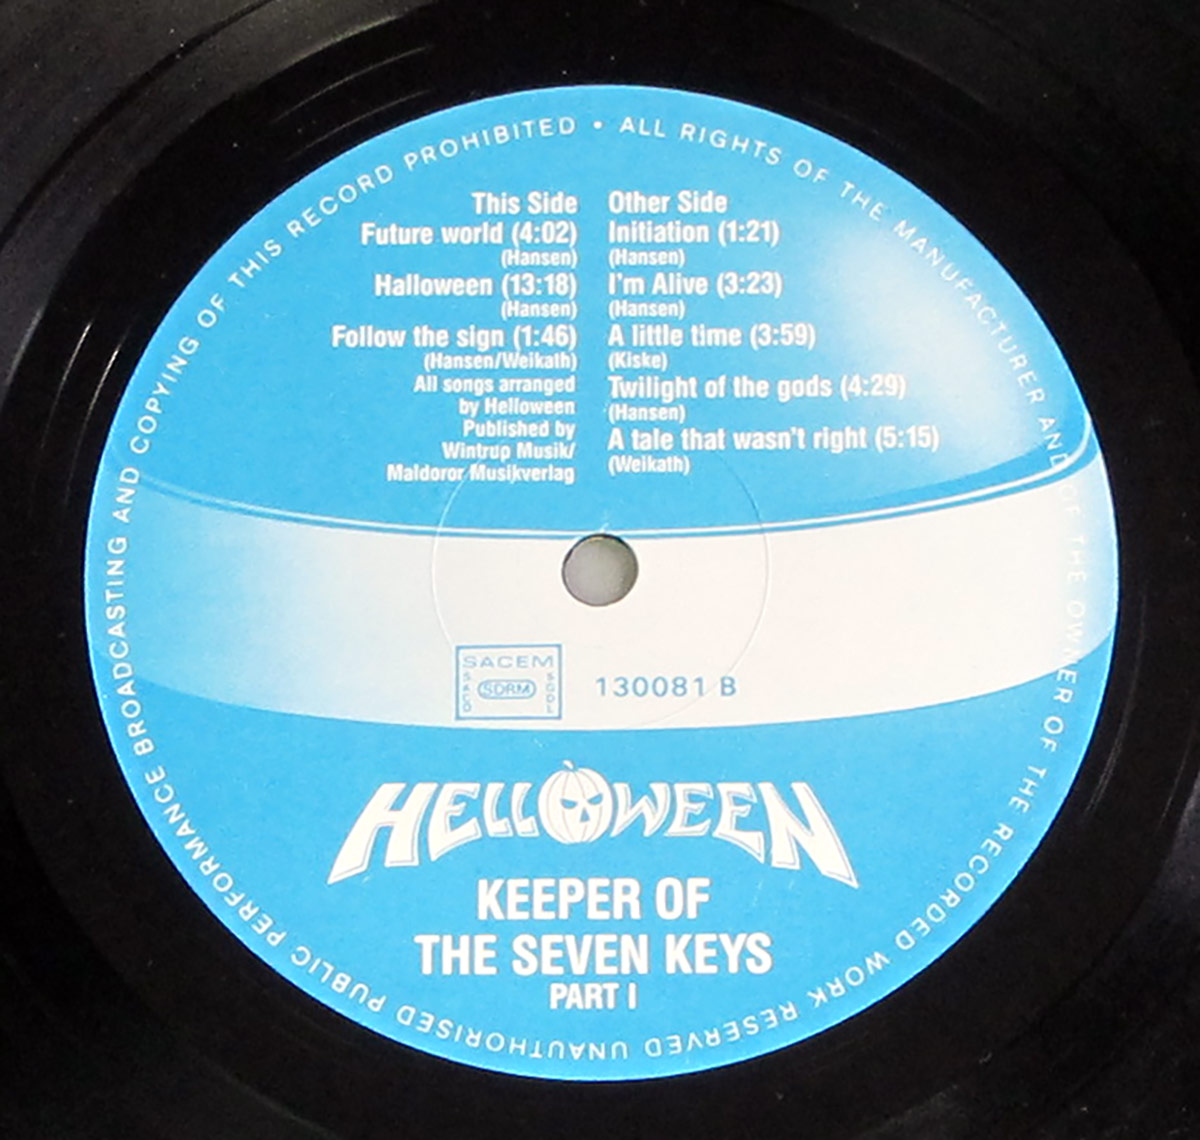 ALL RIGHTS OF THE MANUFACTURER AND OF THE OWNER OF THE RECORDED WORK RESERVED UNAUTHORISED PUBLIC PERFORMANCE BROADCASTING AND COPYING OF THIS RECORD PROHIBITED •
This Side
Future world (4:02)
(Hansen)
Halloween (13:18)
(Hansen)
Follow the sign (1:46)
(Hansen/Weikath)
All songs arranged
by Helloween
Published by
Wintrup Musik/
Maldoror Musikverlag
Other Side
Initiation (1:21)
(Hansen)
I'm Alive (3:23)
(Hansen)
A little time (3:59)
(Kiske)
Twilight of the gods (4:29)
(Hansen)
A tale that wasn't right (5:15)
(Weikath)
SACEM
SACD
SDRM
SGDL
130081 B
HELLOWEEN
KEEPER OF
THE SEVEN KEYS
PART I